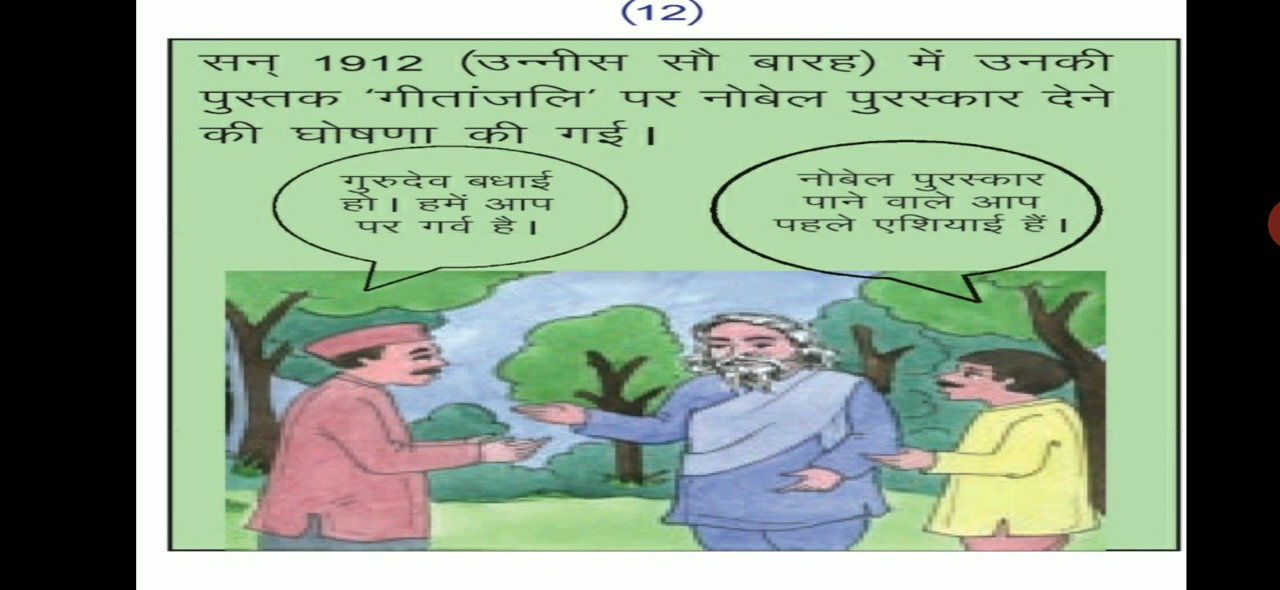 (12)
सन् 1912 (उन्नीस सौ बारह) में उनकी
पुस्तक ‘गीतांजलि’ पर नोबेल पुरस्कार देने
की घोषणा की गई।
गुरुदेव बधाई
हो। हमें आप
पर गर्व है।
नोबेल पुरस्कार
पाने वाले आप
पहले एशियाई हैं।